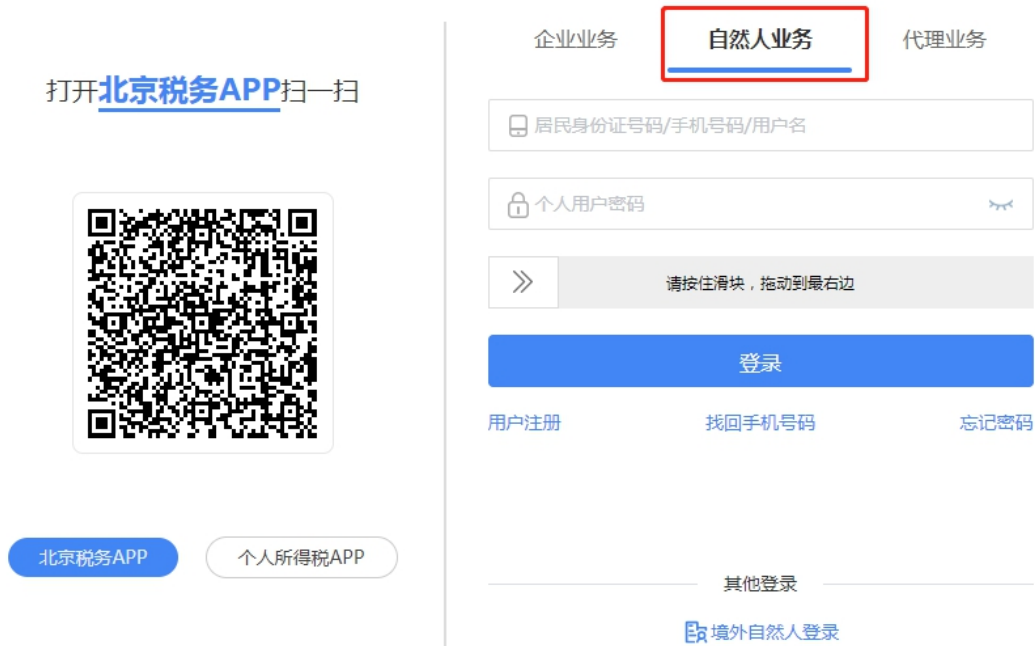 打开北京税务APP扫一扫
北京税务APP
个人所得税APP
企业业务
自然人业务
代理业务
居民身份证号码/手机号码/用户名
个人用户密码
请按住滑块，拖动到最右边
登录
用户注册
找回手机号码
忘记密码
其他登录
境外自然人登录